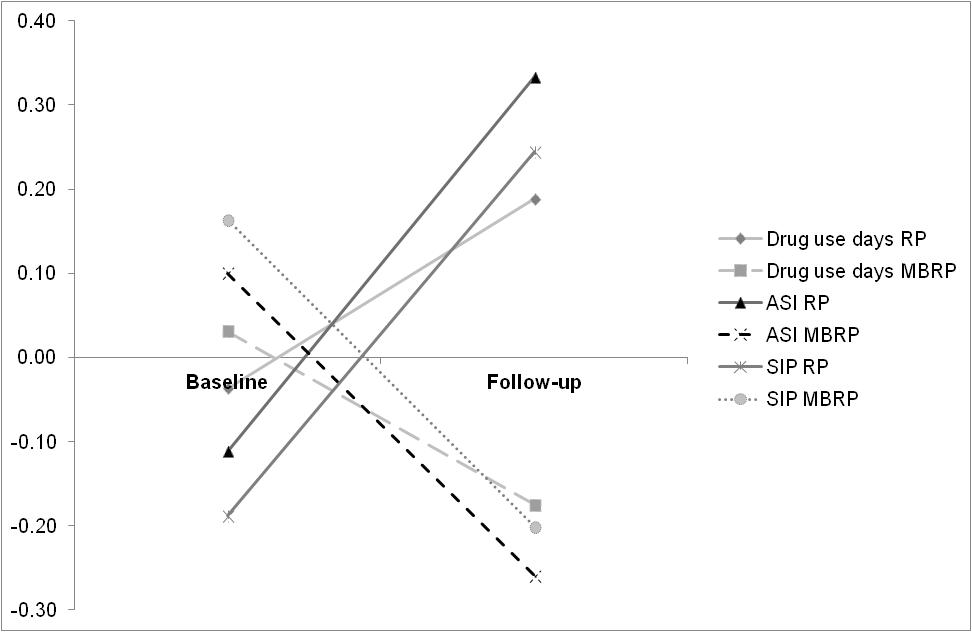 0.40
0.30
0.20
0.10
0.00
-0.10
-0.20
-0.30
Baseline
Follow-up
Drug use days RP
Drug use days MBRP
ASI RP
ASI MBRP
SIP RP
SIP MBRP